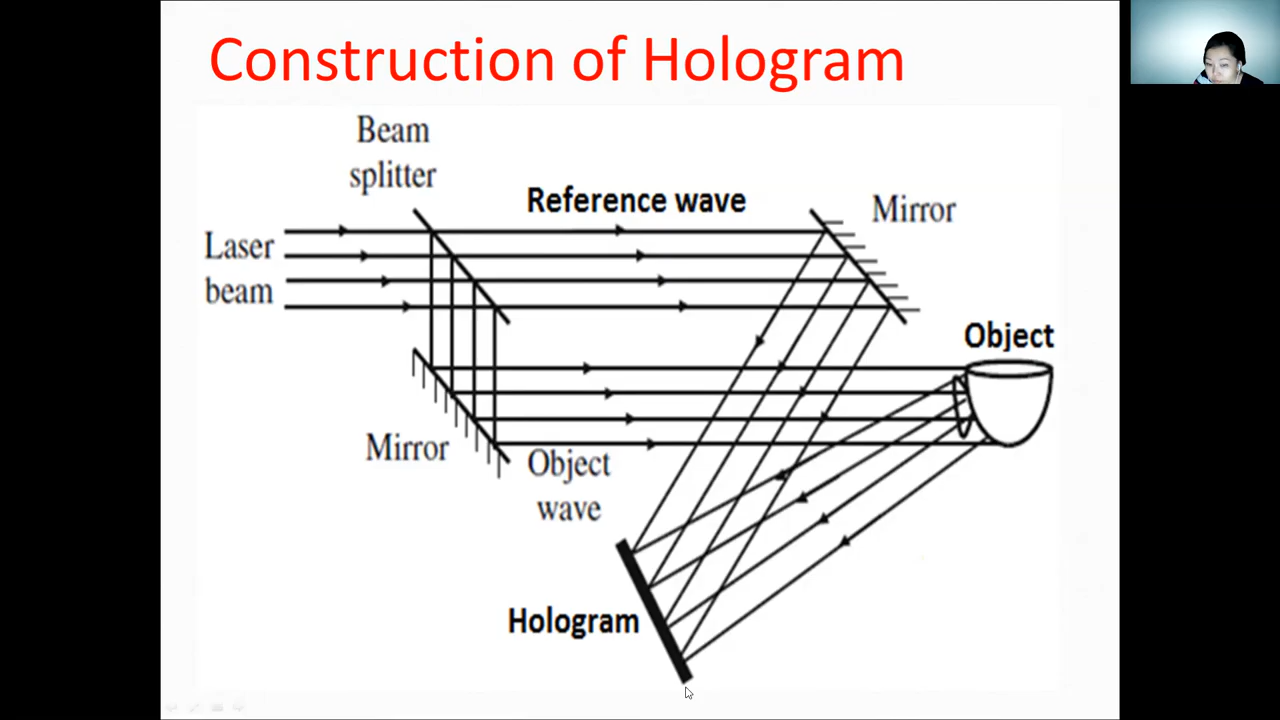 Construction of Hologram
Beam
splitter
Reference wave
Mirror
Laser
beam
Object
Mirror
Object
wave
Hologram